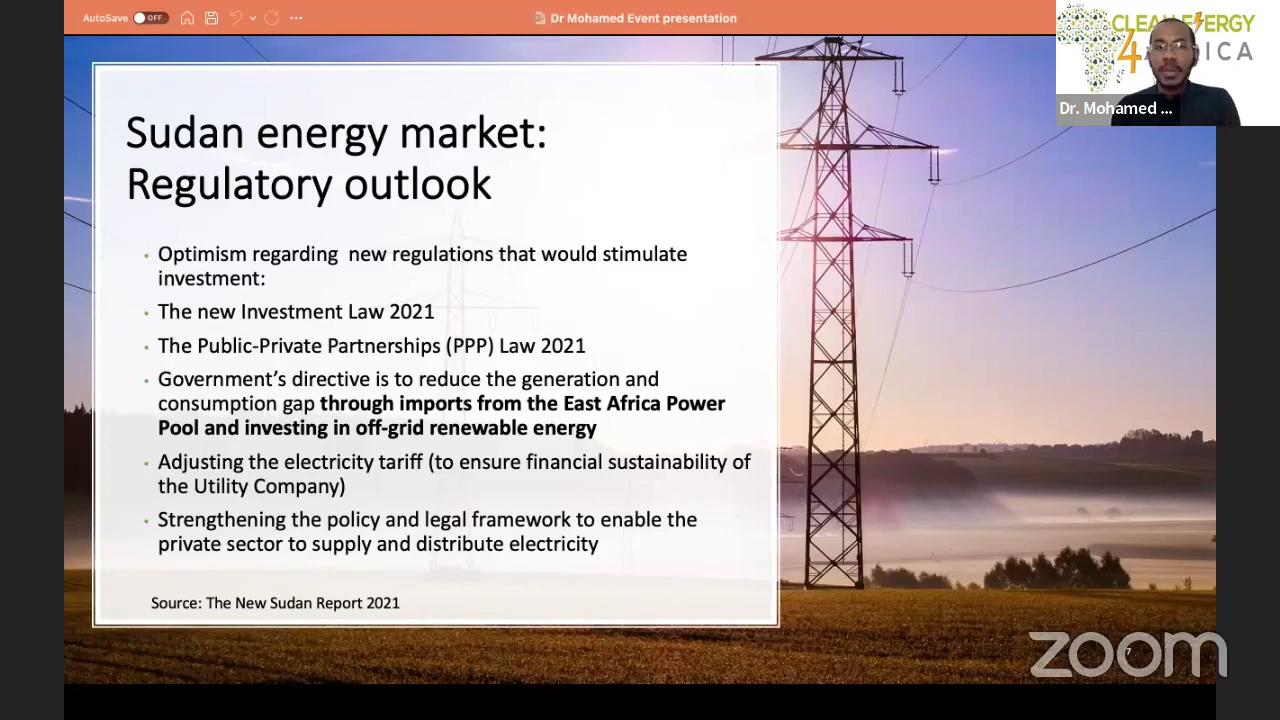 AutoSave OFF
Dr Mohamed Event presentation
CLEAN ENERGY
4
Dr. Mohamed ...
Sudan energy market:
Regulatory outlook
Optimism regarding new regulations that would stimulate
investment:
The new Investment Law 2021
The Public-Private Partnerships (PPP) Law 2021
Government’s directive is to reduce the generation and
consumption gap through imports from the East Africa Power
Pool and investing in off-grid renewable energy
Adjusting the electricity tariff (to ensure financial sustainability of
the Utility Company)
Strengthening the policy and legal framework to enable the
private sector to supply and distribute electricity
Source: The New Sudan Report 2021
7
zoom